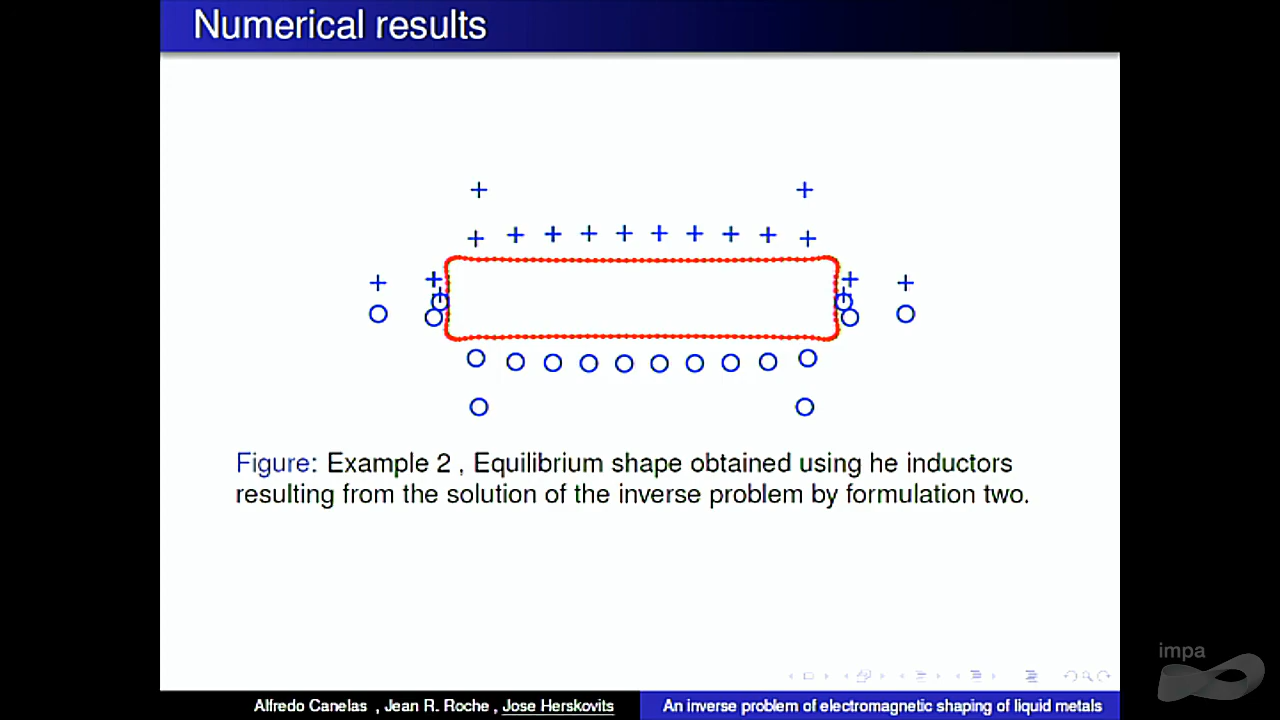 Numerical results
Figure: Example 2 , Equilibrium shape obtained using he inductors
resulting from the solution of the inverse problem by formulation two.
impa
Alfredo Canelas , Jean R. Roche , Jose Herskovits
An inverse problem of electromagnetic shaping of liquid metals